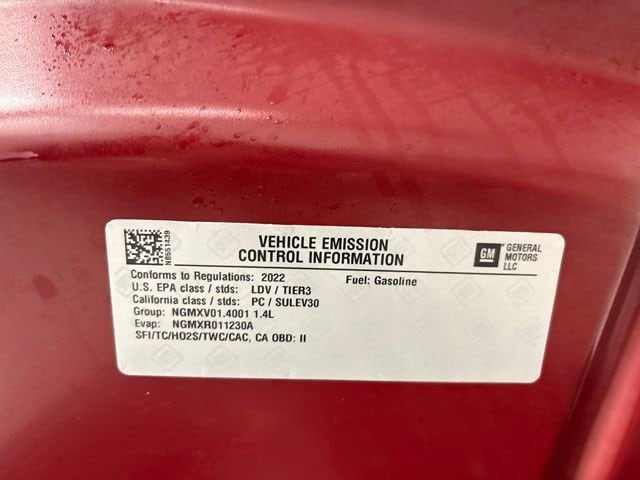 NB551439
VEHICLE EMISSION
CONTROL INFORMATION
GM
GENERAL
MOTORS
LLC
Conforms to Regulations: 2022 Fuel: Gasoline
U.S. EPA class / stds: LDV / TIER3
California class / stds: PC / SULEV30
Group: NGMXV01.4001 1.4L
Evap: NGMXR011230A
SFI/TC/HO2S/TWC/CAC, CA OBD: II